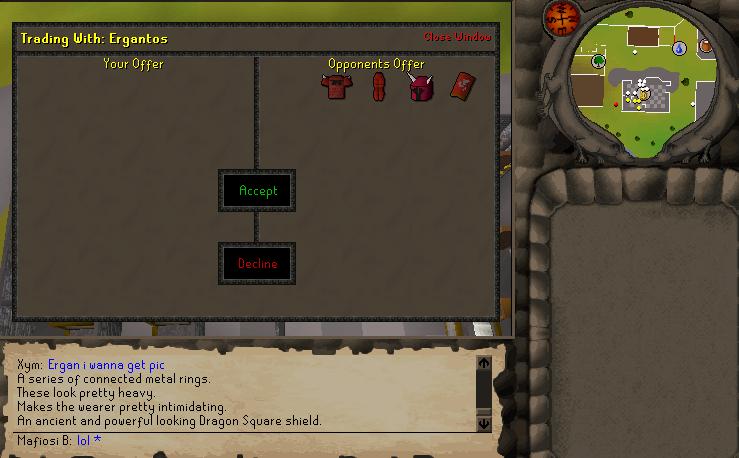 Trading With: Ergantos
Close Window
Your Offer
Opponents Offer
Accept
Decline
Xym: Ergan i wanna get pic
A series of connected metal rings.
These look pretty heavy.
Makes the wearer pretty intimidating.
An ancient and powerful looking Dragon Square shield.
Mafiosi B: lol *